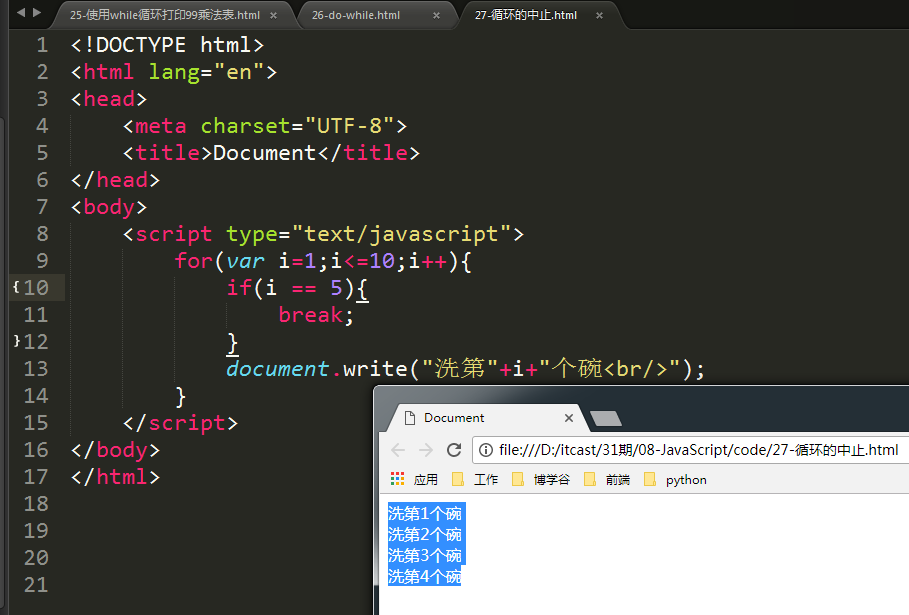 25-使用while循环打印99乘法表.html × 26-do-while.html × 27-循环的中止.html ×
1 <!DOCTYPE html>
2 <html lang="en">
3 <head>
4 <meta charset="UTF-8">
5 <title>Document</title>
6 </head>
7 <body>
8 <script type="text/javascript">
9 for(var i=1;i<=10;i++){
{10 if(i == 5){
11 break;
}12 }
13 document.write("洗第"+i+"个碗<br/>");
14 }
15 </script>
16 </body>
17 </html>
18
19
20
21
Document ×
file:///D:/itcast/31期/08-JavaScript/code/27-循环的中止.html
应用 工作 博学谷 前端 python
洗第1个碗
洗第2个碗
洗第3个碗
洗第4个碗